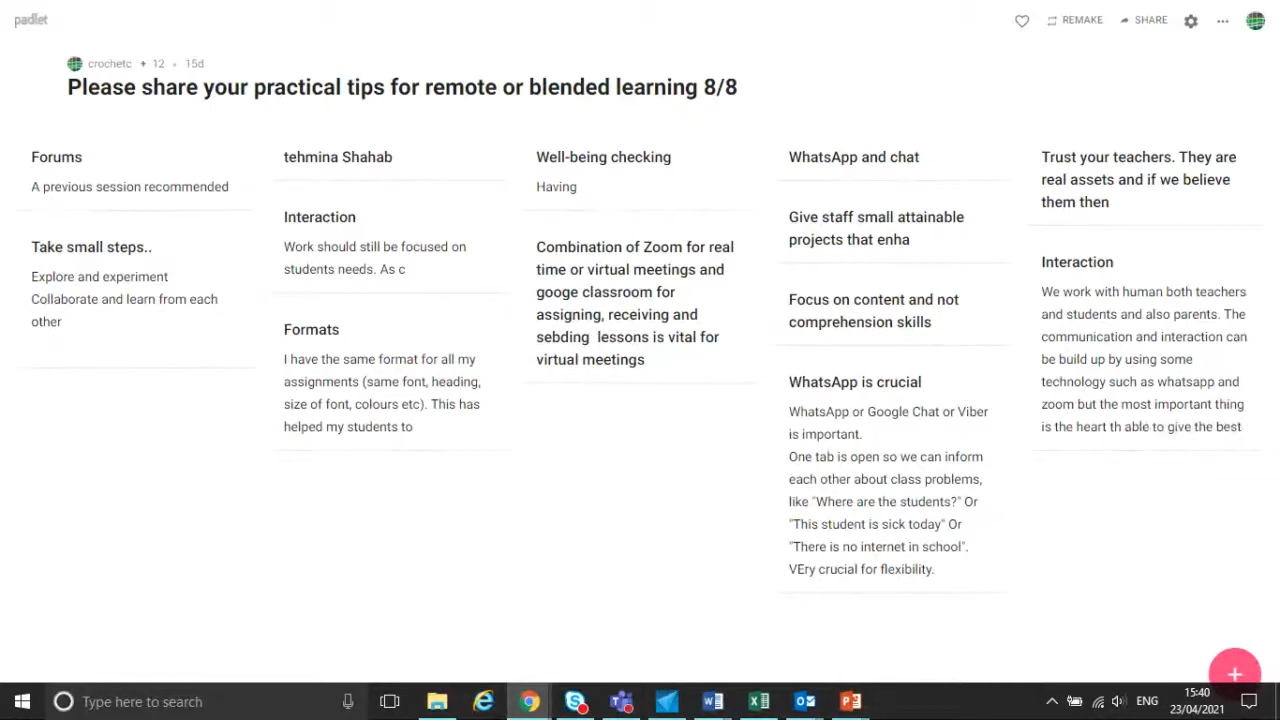 padlet
REMAKE
SHARE
crochetc + 12 • 15d
Please share your practical tips for remote or blended learning 8/8
Forums
A previous session recommended
Take small steps..
Explore and experiment
Collaborate and learn from each
other
tehmina Shahab
Interaction
Work should still be focused on
students needs. As c
Formats
I have the same format for all my
assignments (same font, heading,
size of font, colours etc). This has
helped my students to
Well-being checking
Having
Combination of Zoom for real
time or virtual meetings and
googe classroom for
assigning, receiving and
sebding lessons is vital for
virtual meetings
WhatsApp and chat
Give staff small attainable
projects that enha
Focus on content and not
comprehension skills
WhatsApp is crucial
WhatsApp or Google Chat or Viber
is important.
One tab is open so we can inform
each other about class problems,
like "Where are the students?" Or
"This student is sick today" Or
"There is no internet in school".
VEry crucial for flexibility.
Trust your teachers. They are
real assets and if we believe
them then
Interaction
We work with human both teachers
and students and also parents. The
communication and interaction can
be build up by using some
technology such as whatsapp and
zoom but the most important thing
is the heart th able to give the best
Type here to search
ENG
15:40
23/04/2021